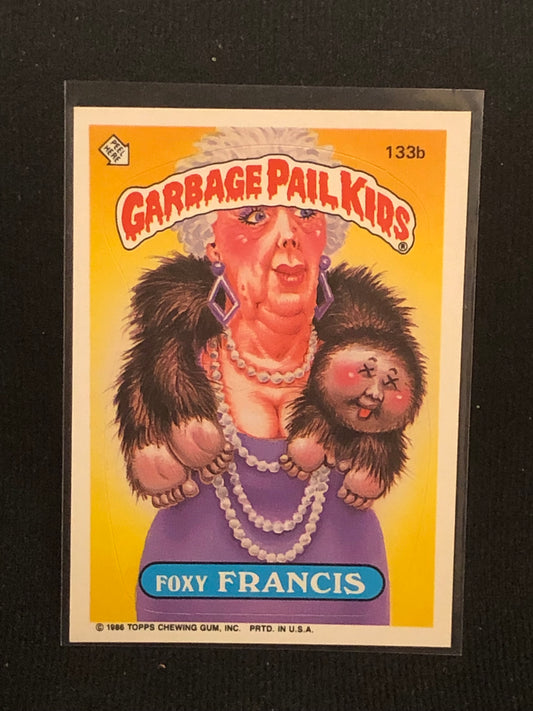 PEEL HERE
133b
GARBAGE PAIL KIDS
®
FOXY FRANCIS
© 1986 TOPPS CHEWING GUM, INC. PRTD. IN U.S.A.